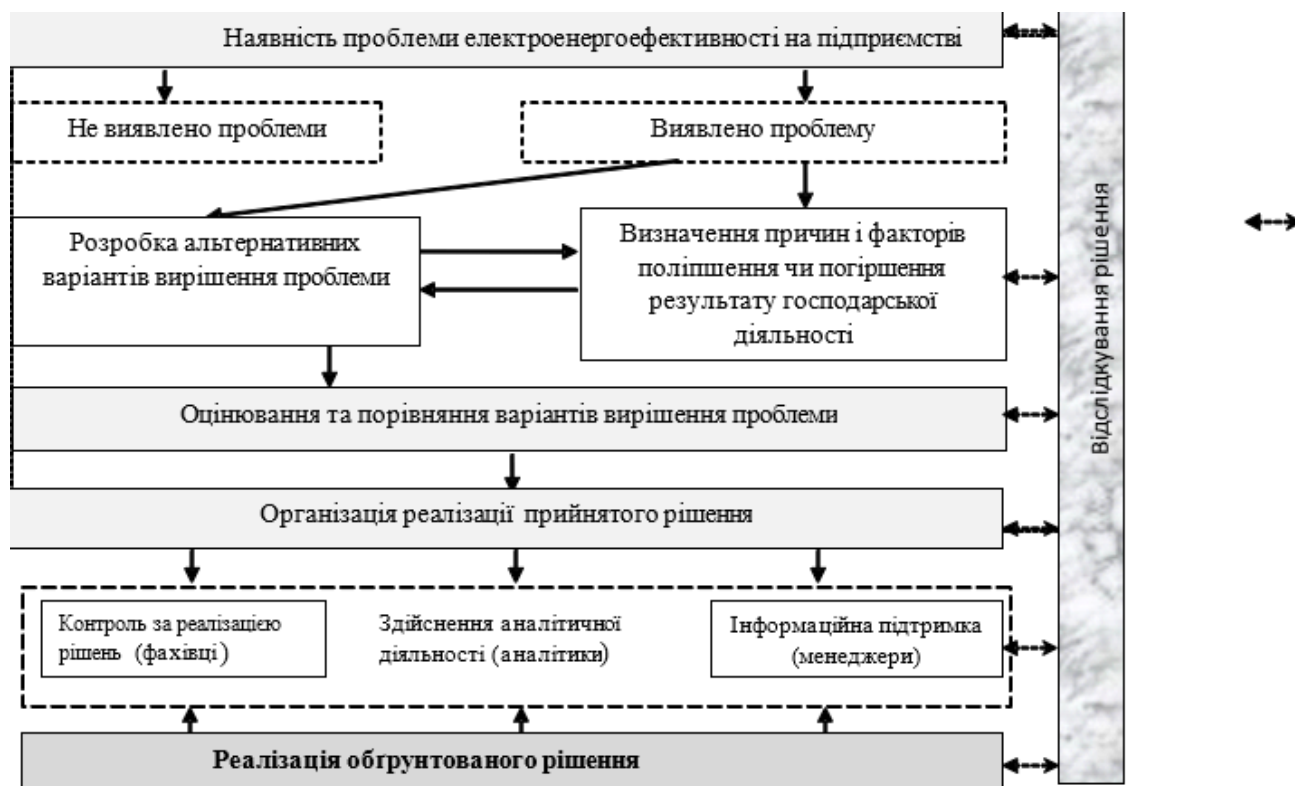 Наявність проблеми електроенергоефективності на підприємстві
Не виявлено проблеми
Виявлено проблему
Розробка альтернативних
варіантів вирішення проблеми
Визначення причин і факторів
поліпшення чи погіршення
результату господарської
діяльності
Оцінювання та порівняння варіантів вирішення проблеми
Організація реалізації прийнятого рішення
Контроль за реалізацією
рішень (фахівці)
Здійснення аналітичної
діяльності (аналітики)
Інформаційна підтримка
(менеджери)
Реалізація обґрунтованого рішення
Відслідкування рішення